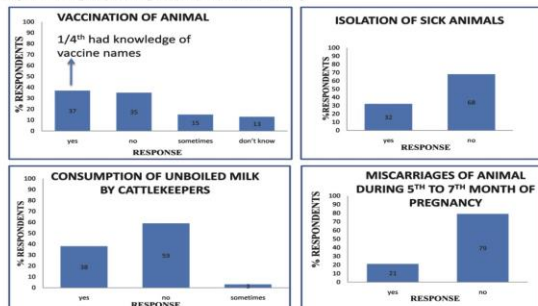 VACCINATION OF ANIMAL
1/4th had knowledge of
vaccine names
% RESPONDENTS
100
90
80
70
60
50
40
30
20
10
0
37
35
15
13
yes
no
sometimes
don't know
RESPONSE
ISOLATION OF SICK ANIMALS
%RESPONDENTS
100
90
80
70
60
50
40
30
20
10
0
32
68
yes
no
RESPONSE
CONSUMPTION OF UNBOILED MILK
BY CATTLEKEEPERS
% RESPONDENTS
100
90
80
70
60
50
40
30
20
10
0
38
59
yes
no
sometimes
RESPONSE
MISCARRIAGES OF ANIMAL
DURING 5TH TO 7TH MONTH OF
PREGNANCY
% RESPONDENTS
100
90
80
70
60
50
40
30
20
10
0
21
79
yes
no
RESPONSE